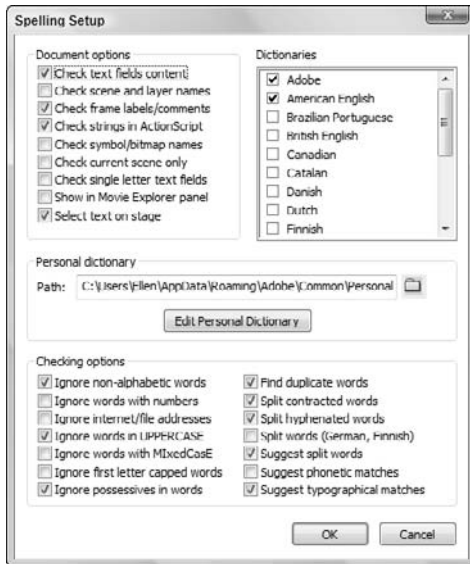 Spelling Setup
Document options
Check text fields content
Check scene and layer names
Check frame labels/comments
Check strings in ActionScript
Check symbol/bitmap names
Check current scene only
Check single letter text fields
Show in Movie Explorer panel
Select text on stage
Dictionaries
Adobe
American English
Brazilian Portuguese
British English
Canadian
Catalan
Danish
Dutch
Finnish
Personal dictionary
Path: C:\Users\Ellen\AppData\Roaming\Adobe\Common\Personal
Edit Personal Dictionary
Checking options
Ignore non-alphabetic words
Ignore words with numbers
Ignore internet/file addresses
Ignore words in UPPERCASE
Ignore words with MIxedCasE
Ignore first letter capped words
Ignore possessives in words
Find duplicate words
Split contracted words
Split hyphenated words
Split words (German, Finnish)
Suggest split words
Suggest phonetic matches
Suggest typographical matches
OK Cancel